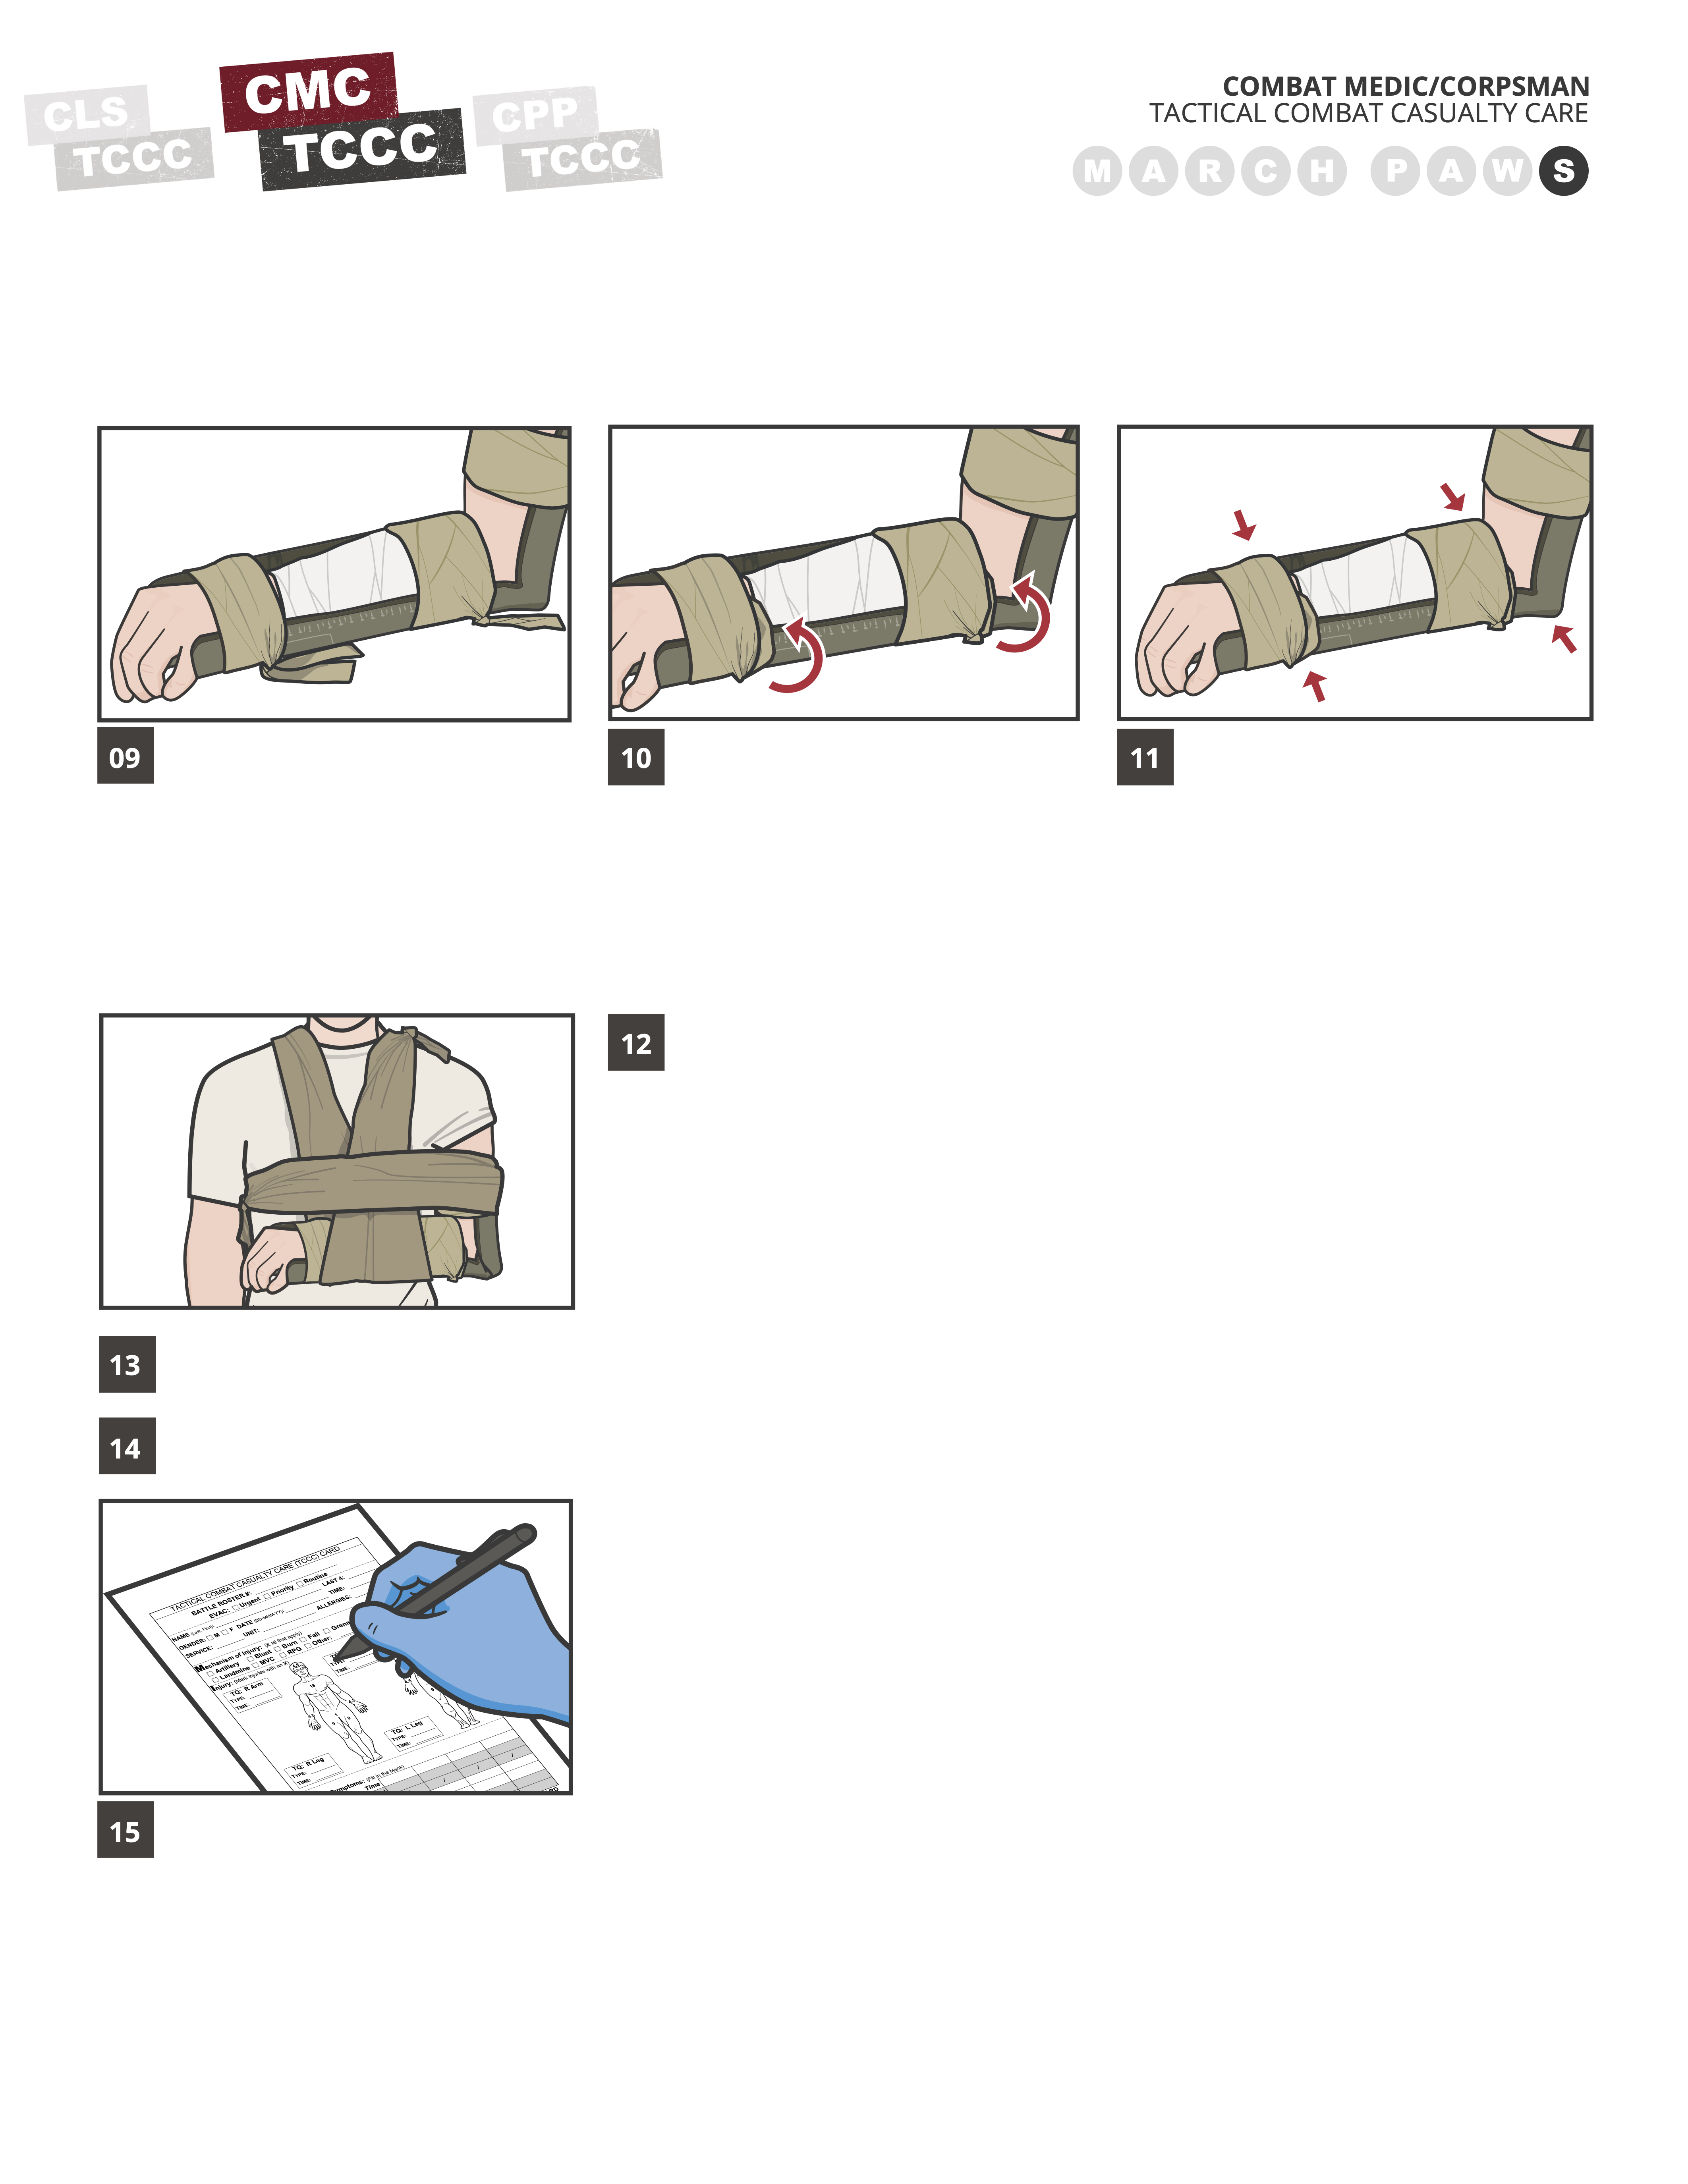 CLS
TCCC
CMC
TCCC
CPP
TCCC
COMBAT MEDIC/CORPSMAN
TACTICAL COMBAT CASUALTY CARE
M A R C H P A W S
09
10
11
12
13
14
TACTICAL COMBAT CASUALTY CARE (TCCC) CARD
BATTLE ROSTER #:
EVAC: Urgent Priority Routine
NAME (Last, First): LAST 4:
GENDER: M F DATE (DD-MMM-YY): TIME:
SERVICE: UNIT: ALLERGIES:
Mechanism of Injury: (X all that apply)
Artillery Blunt Burn Fall Grena
Landmine MVC RPG Other:
Injury: (Mark injuries with an X)
TQ: R Arm
TYPE:
TIME:
TYPE:
TIME:
TQ: L Leg
TYPE:
TIME:
TQ: R Leg
TYPE:
TIME:
ymptoms: (Fill in the blank)
Time
15